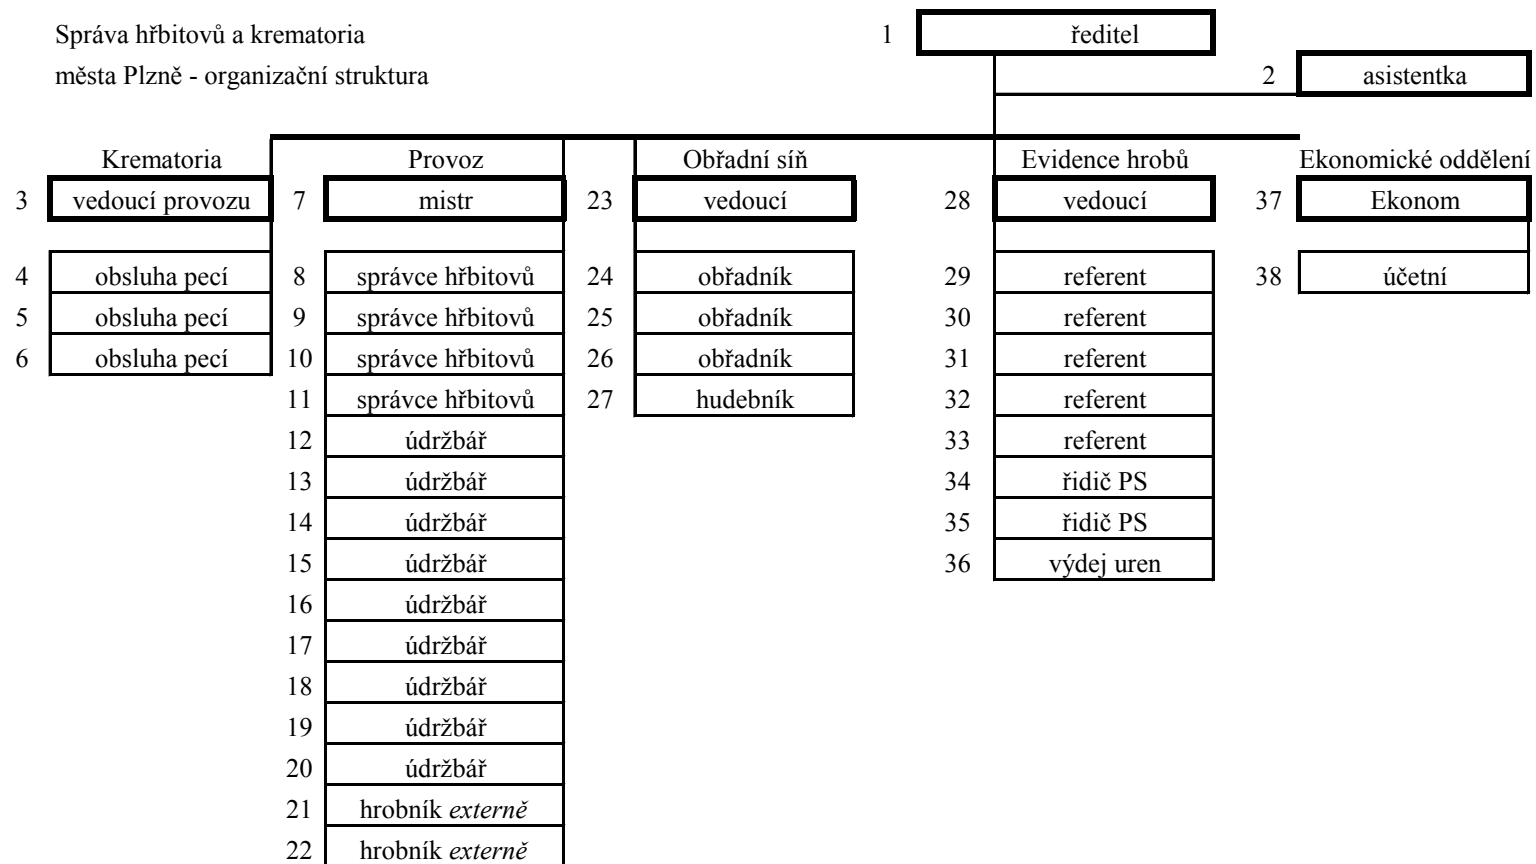 Správa hřbitovů a krematoria 1 ředitel
města Plzně - organizační struktura 2 asistentka
Krematoria Provoz Obřadní síň Evidence hrobů Ekonomické oddělení
3 vedoucí provozu 7 mistr 23 vedoucí 28 vedoucí 37 Ekonom
4 obsluha pecí 8 správce hřbitovů 24 obřadník 29 referent 38 účetní
5 obsluha pecí 9 správce hřbitovů 25 obřadník 30 referent
6 obsluha pecí 10 správce hřbitovů 26 obřadník 31 referent
11 správce hřbitovů 27 hudebník 32 referent
12 údržbář 33 referent
13 údržbář 34 řidič PS
14 údržbář 35 řidič PS
15 údržbář 36 výdej uren
16 údržbář
17 údržbář
18 údržbář
19 údržbář
20 údržbář
21 hrobník externě
22 hrobník externě